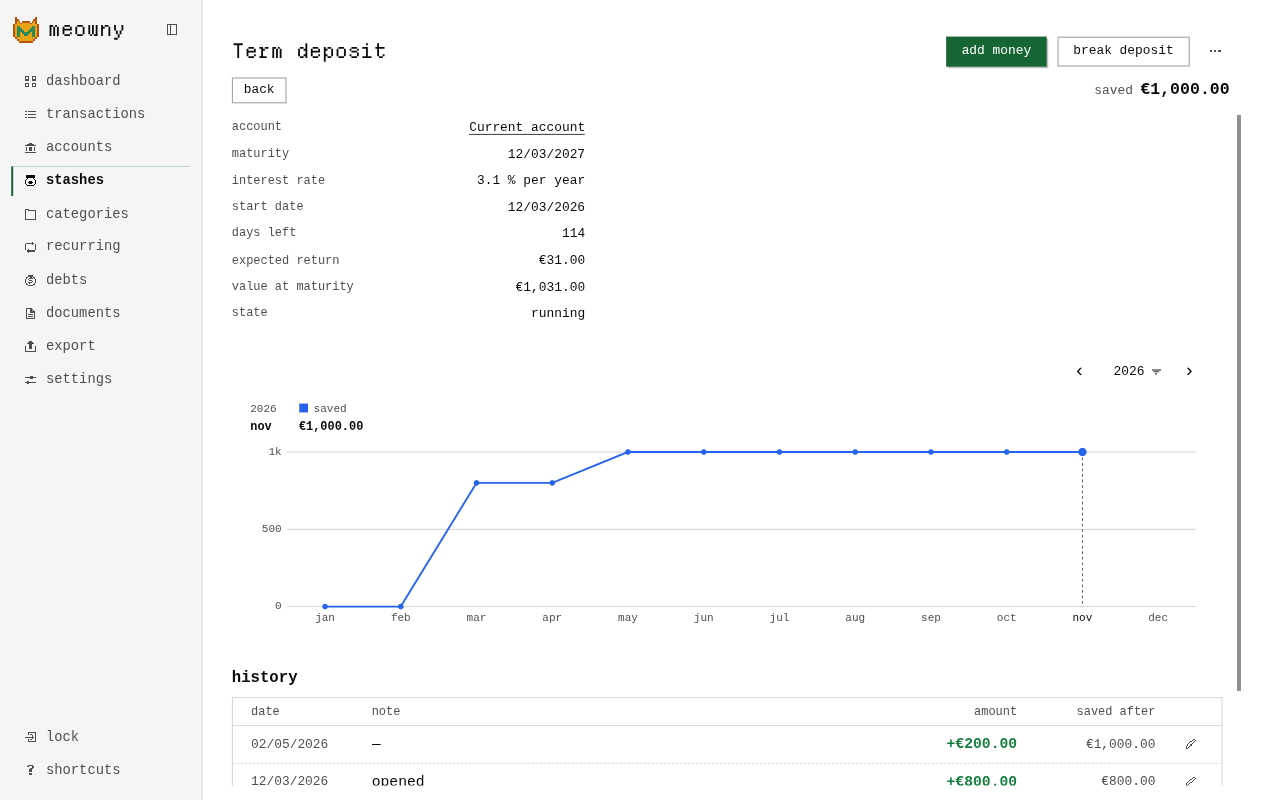 meowny
dashboard
transactions
accounts
stashes
categories
recurring
debts
documents
export
settings
lock
shortcuts
Term deposit
add money
break deposit
back
saved €1,000.00
account Current account
maturity 12/03/2027
interest rate 3.1 % per year
start date 12/03/2026
days left 114
expected return €31.00
value at maturity €1,031.00
state running
2026
2026 saved
nov €1,000.00
1k
500
0
jan feb mar apr may jun jul aug sep oct nov dec
history
date note amount saved after
02/05/2026 — +€200.00 €1,000.00
12/03/2026 opened +€800.00 €800.00